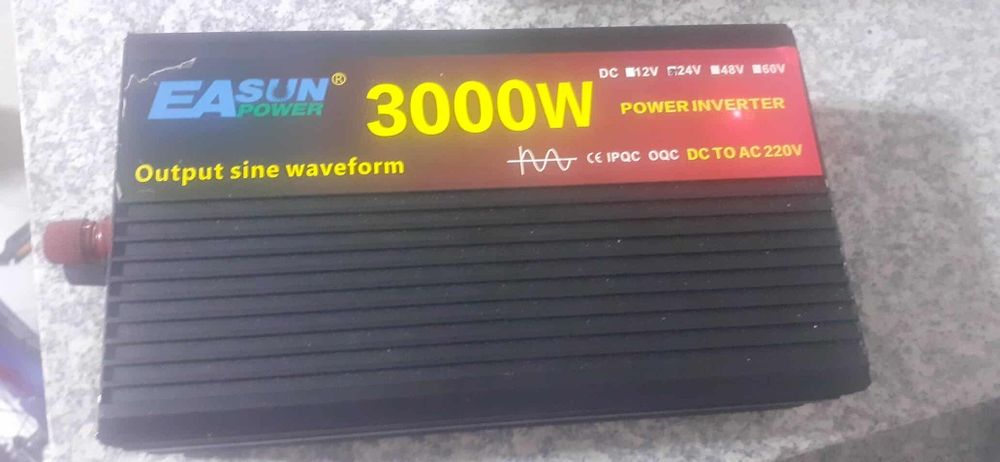 EASUN®
POWER
3000W
DC 12V 24V 48V 60V
POWER INVERTER
Output sine waveform
CE IPQC OQC DC TO AC 220V